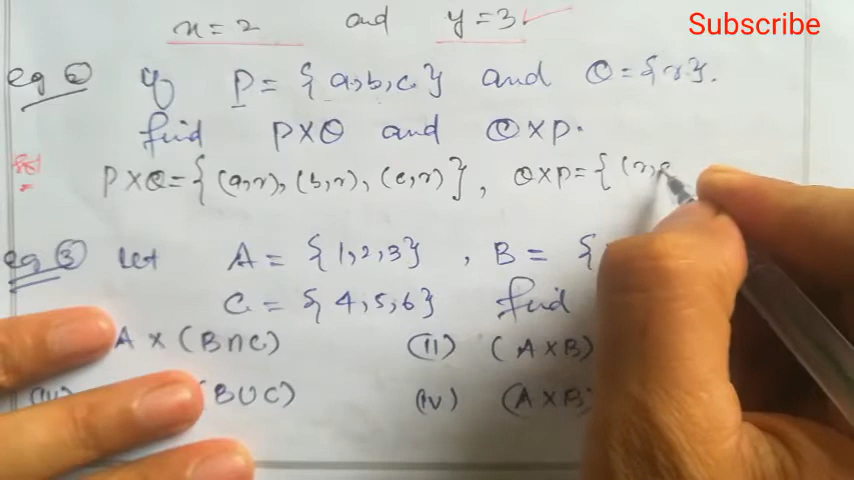 x = 2 and y = 3 Subscribe
eg ② If P = { a, b, c } and Q = { r }.
find P X Q and Q X P.
Sol P X Q = { (a, r), (b, r), (c, r) }, Q X P = { (r,
eg ③ Let A = { 1, 2, 3 } , B = {
C = { 4, 5, 6 } find
A X ( B ∩ C ) (II) ( A X B )
B ∪ C ) (IV) ( A X B